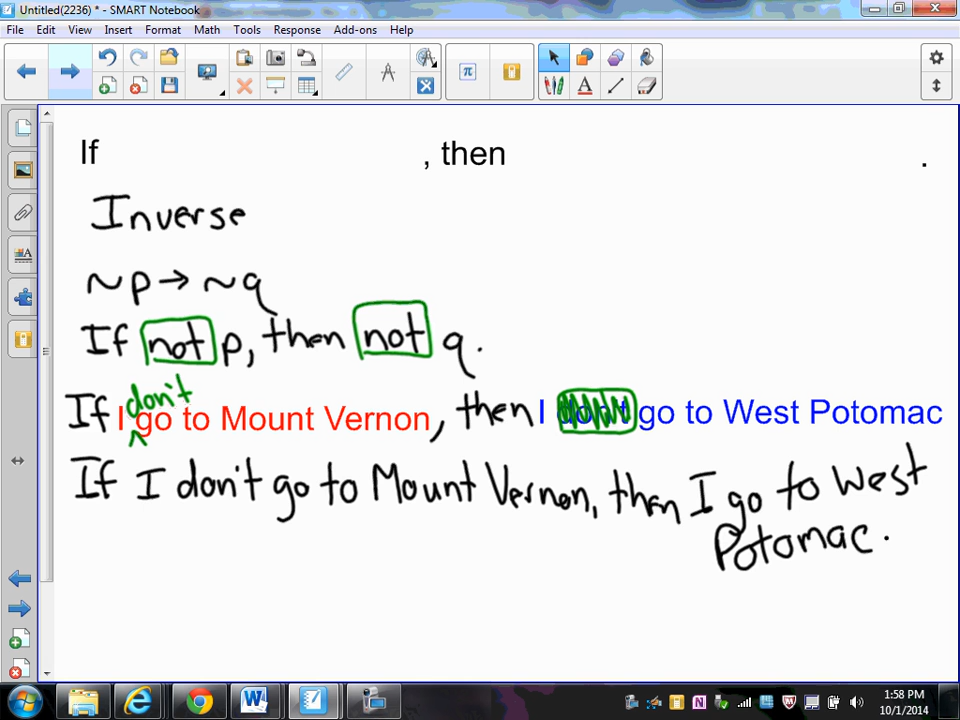 Untitled(2236) * - SMART Notebook
File Edit View Insert Format Math Tools Response Add-ons Help
If , then .
Inverse
~p → ~q
If not p, then not q.
don't
If I go to Mount Vernon, then I don't go to West Potomac
If I don't go to Mount Vernon, then I go to West
Potomac.
1:58 PM
10/1/2014